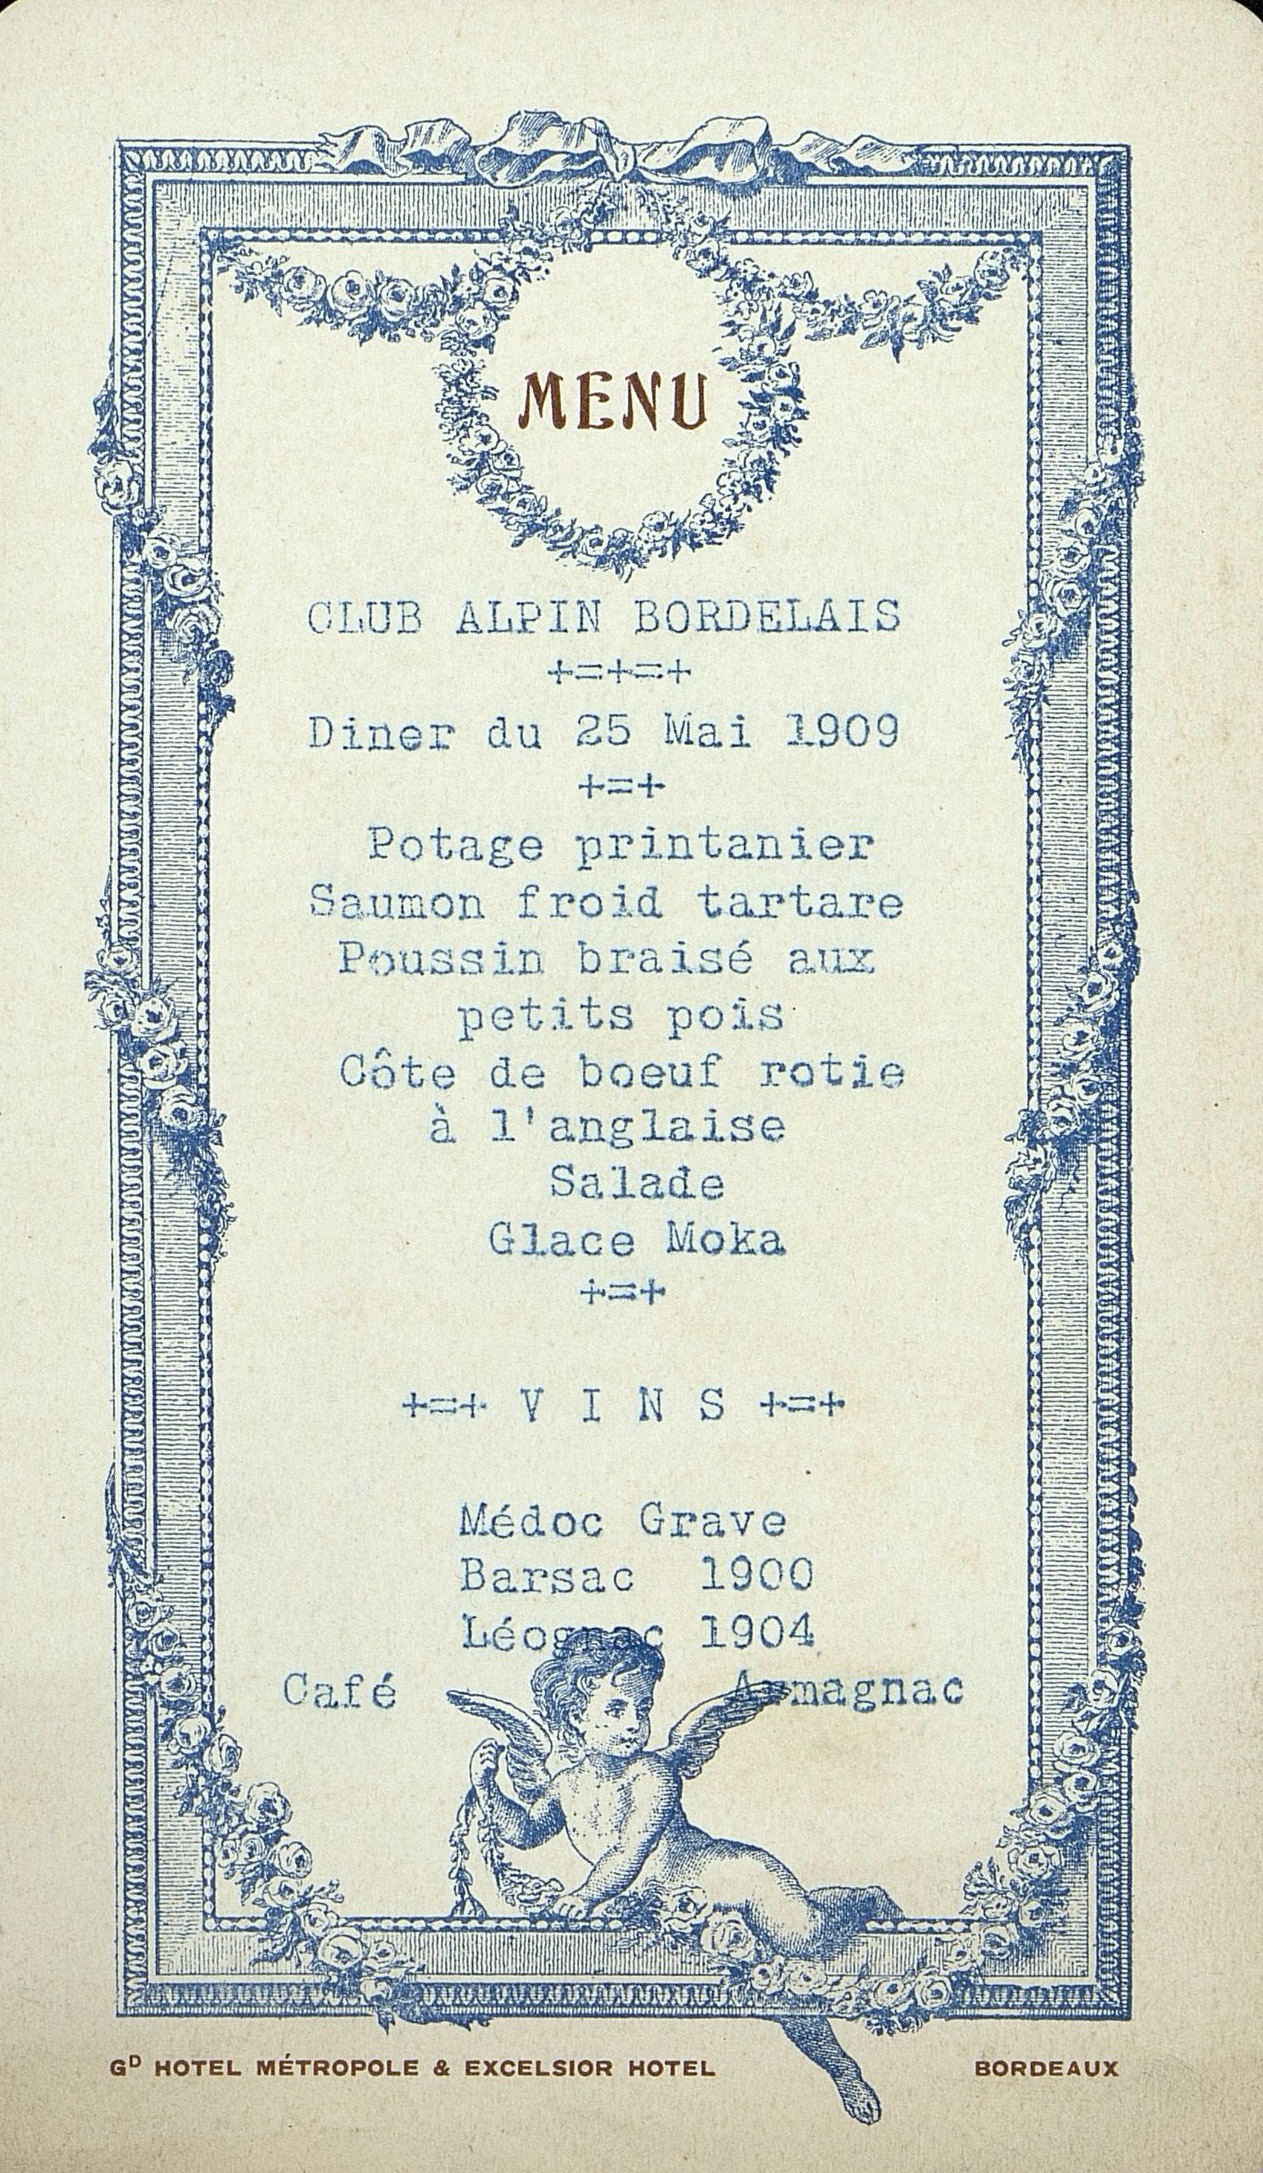 MENU
CLUB ALPIN BORDELAIS
+=+=+
Diner du 25 Mai 1909
+=+
Potage printanier
Saumon froid tartare
Poussin braisé aux
petits pois
Côte de boeuf rotie
à l'anglaise
Salade
Glace Moka
+=+
+=+ V I N S +=+
Médoc Grave
Barsac 1900
Léognac 1904
Café Armagnac
GD HOTEL MÉTROPOLE & EXCELSIOR HOTEL BORDEAUX